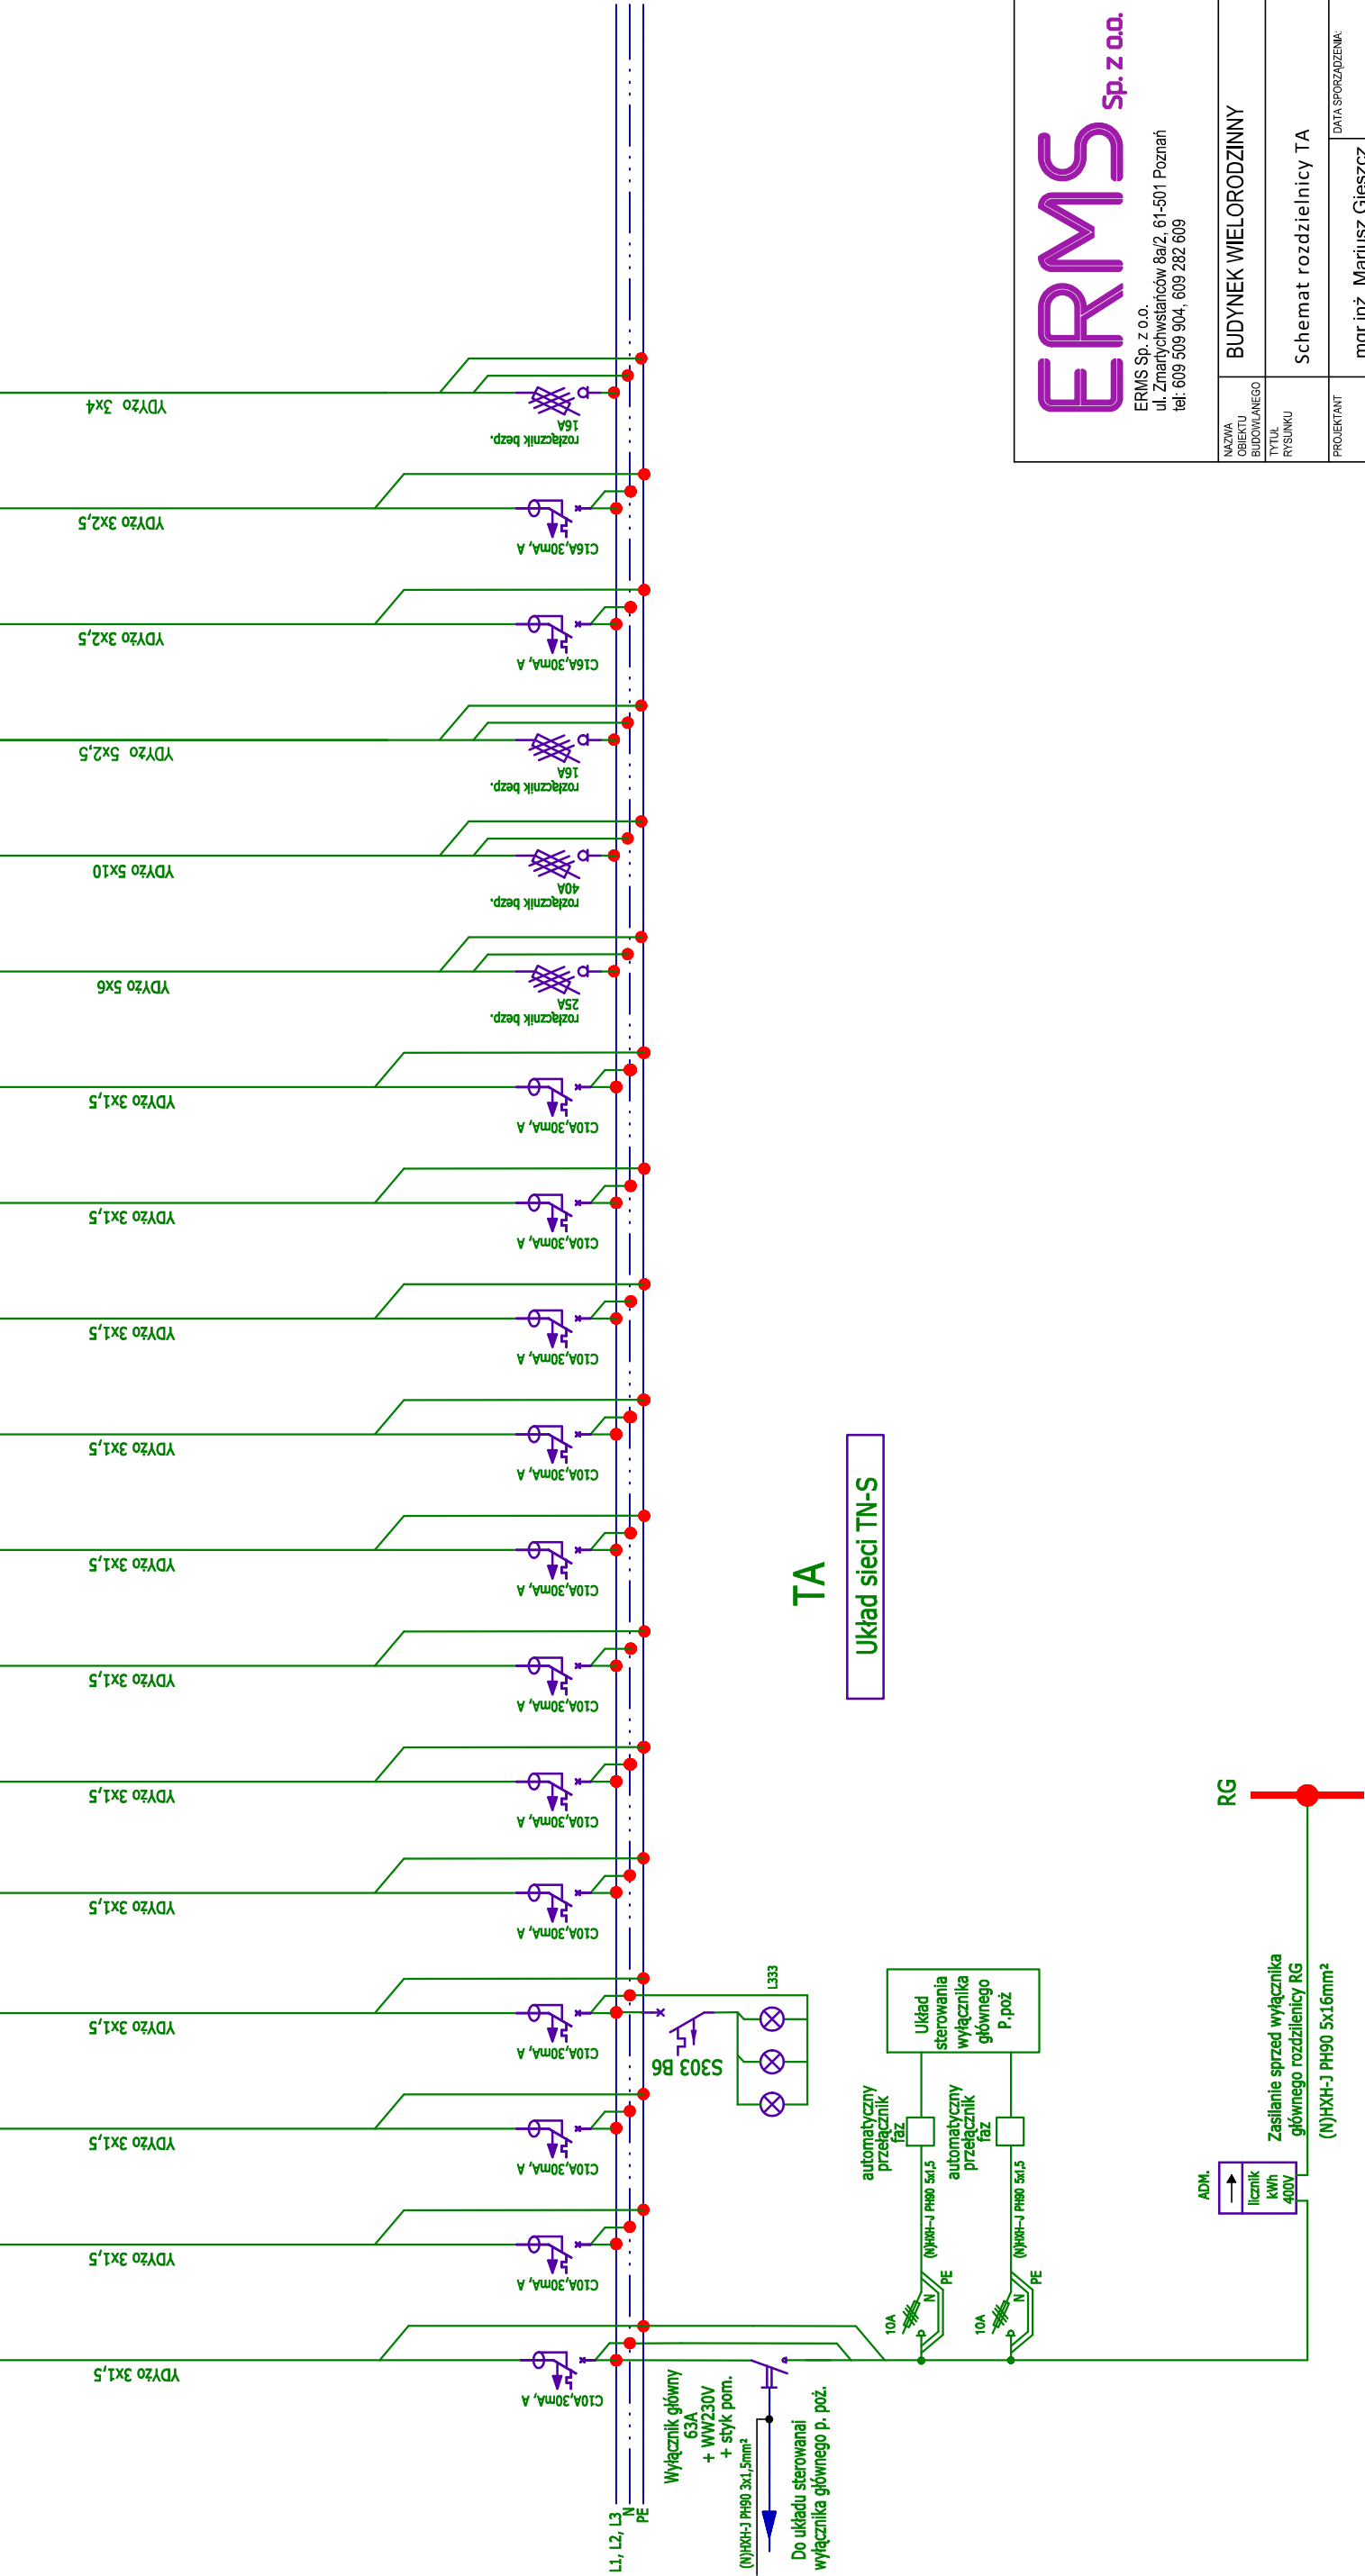 YDYżo 3x4
16A
rozłącznik bezp.
YDYżo 3x2,5
C16A,30mA, A
YDYżo 3x2,5
C16A,30mA, A
YDYżo 5x2,5
16A
rozłącznik bezp.
YDYżo 5x10
40A
rozłącznik bezp.
YDYżo 5x6
25A
rozłącznik bezp.
YDYżo 3x1,5
C10A,30mA, A
YDYżo 3x1,5
C10A,30mA, A
YDYżo 3x1,5
C10A,30mA, A
YDYżo 3x1,5
C10A,30mA, A
YDYżo 3x1,5
C10A,30mA, A
YDYżo 3x1,5
C10A,30mA, A
YDYżo 3x1,5
C10A,30mA, A
YDYżo 3x1,5
C10A,30mA, A
YDYżo 3x1,5
C10A,30mA, A
YDYżo 3x1,5
C10A,30mA, A
YDYżo 3x1,5
C10A,30mA, A
YDYżo 3x1,5
C10A,30mA, A
L1, L2, L3
N
PE
S303 B6
L333
TA
Układ sieci TN-S
Wyłącznik główny
63A
+ WW230V
+ styk pom.
(N)HXH-J PH90 3x1,5mm²
Do układu sterowanai
wyłącznika głównego p. poż.
Układ
sterowania
wyłącznika
głównego
P.poż
automatyczny
przełącznik
faz
(N)HXH-J PH90 5x1,5
10A
N
PE
automatyczny
przełącznik
faz
(N)HXH-J PH90 5x1,5
10A
N
PE
ADM.
licznik
kWh
400V
Zasilanie sprzed wyłącznika
głównego rozdzilenicy RG
(N)HXH-J PH90 5x16mm²
RG
ERMS Sp. z o.o.
ERMS Sp. z o.o.
ul. Zmartychwstańców 8a/2, 61-501 Poznań
tel: 609 509 904, 609 282 609
NAZWA
OBIEKTU
BUDOWLANEGO
BUDYNEK WIELORODZINNY
TYTUŁ
RYSUNKU
Schemat rozdzielnicy TA
PROJEKTANT
mgr inż. Mariusz Gieszcz
DATA SPORZĄDZENIA: